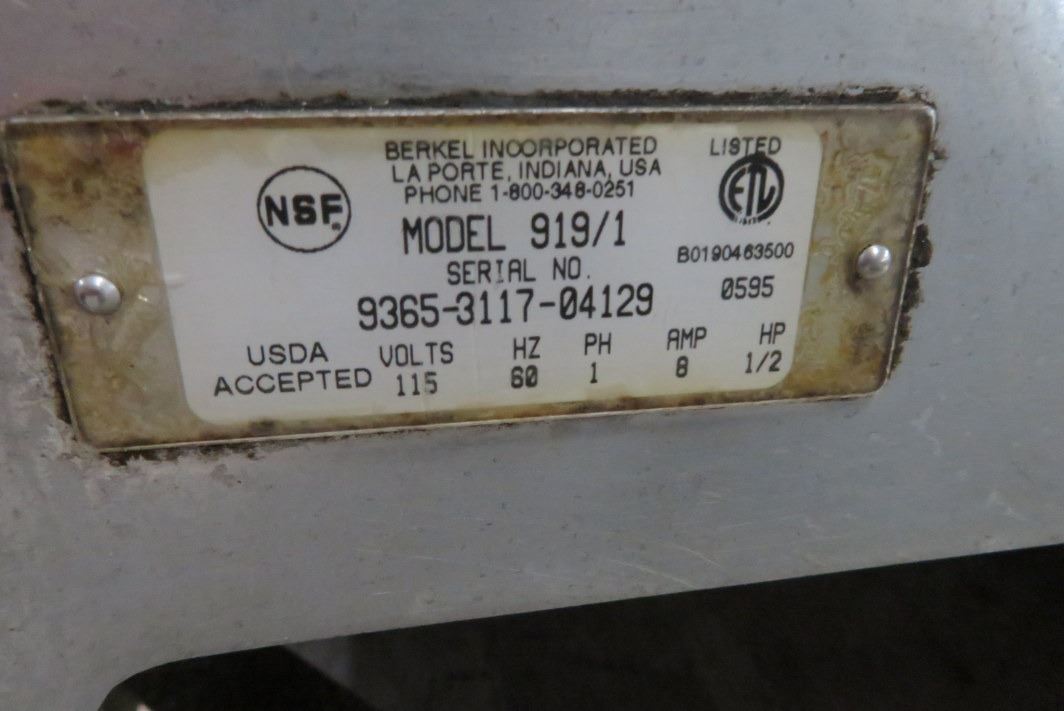 BERKEL INCORPORATED
LA PORTE, INDIANA, USA
PHONE 1-800-348-0251
NSF
LISTED
ETL
MODEL 919/1
SERIAL NO.
9365-3117-04129
B0190463500
0595
USDA ACCEPTED
VOLTS HZ PH AMP HP
115 60 1 8 1/2